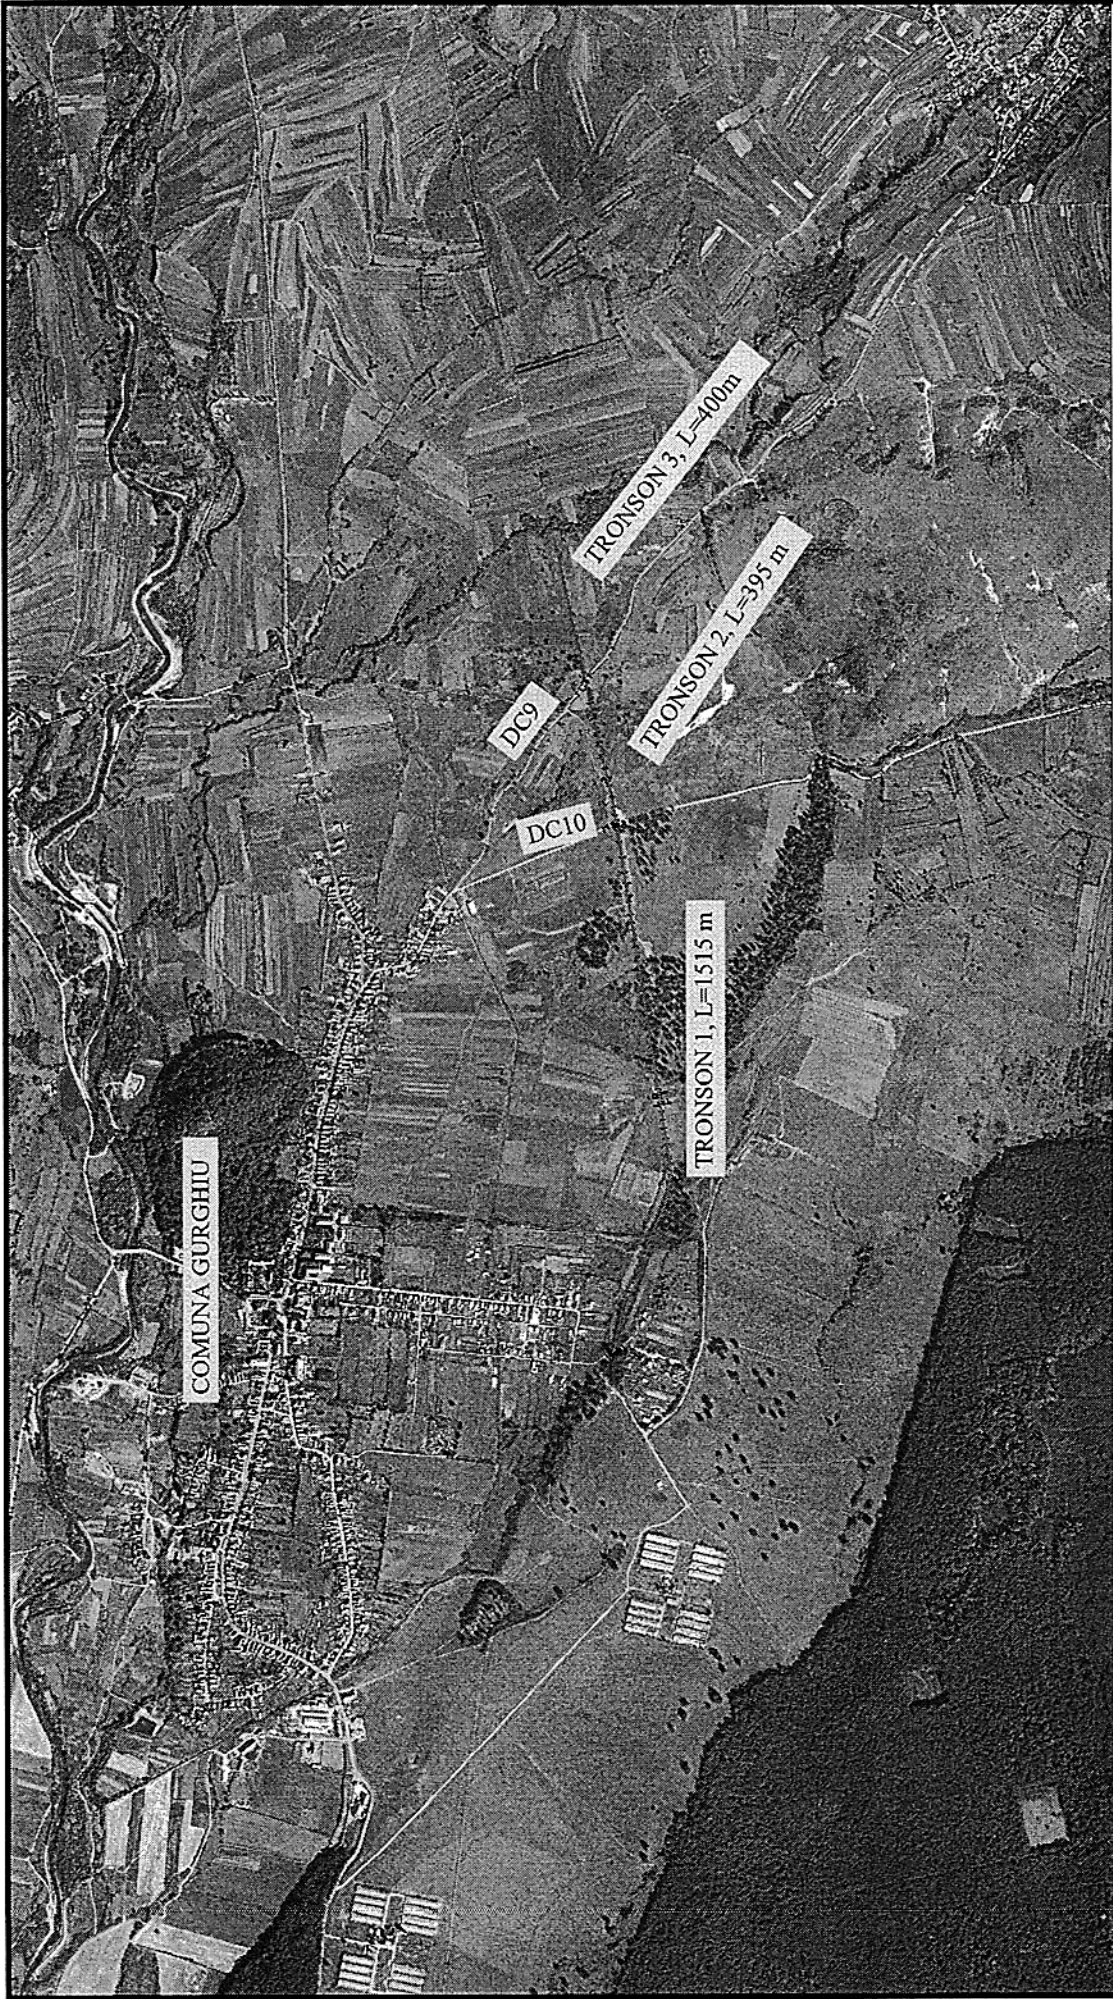 COMUNA GURGHIU
TRONSON 1, L=1515 m
DC10
DC9
TRONSON 2, L=395 m
TRONSON 3, L=400m